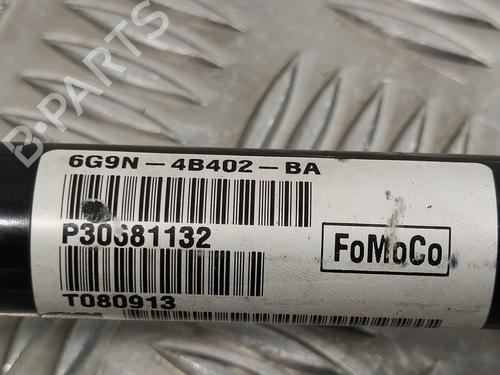 B-PARTS
6G9N-4B402-BA
P30681132
FoMoCo
T080913